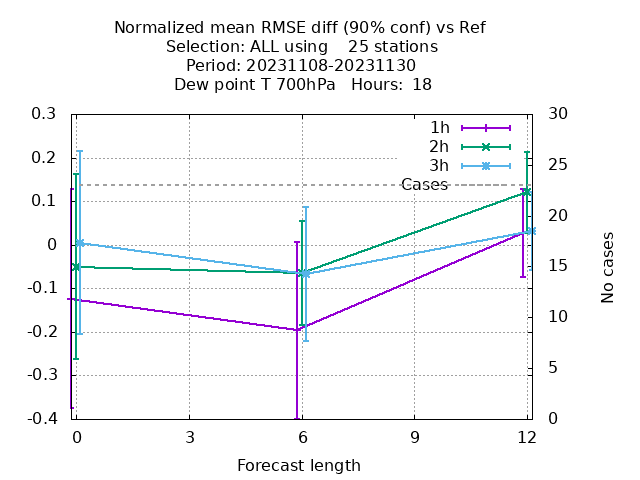 Normalized mean RMSE diff (90% conf) vs Ref
Selection: ALL using    25 stations
Period: 20231108-20231130
Dew point T 700hPa   Hours:  18
0.3
0.2
0.1
0
-0.1
-0.2
-0.3
-0.4
30
25
20
15
10
5
0
1h
2h
3h
Cases
No cases
0 3 6 9 12
Forecast length